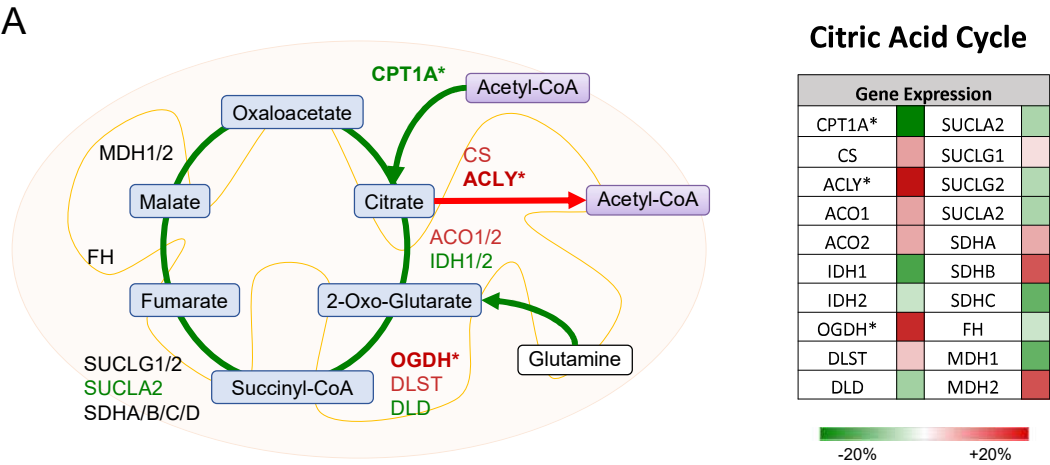 A
CPT1A*
Acetyl-CoA
Oxaloacetate
MDH1/2
CS
ACLY*
Malate
Citrate
Acetyl-CoA
ACO1/2
IDH1/2
FH
Fumarate
2-Oxo-Glutarate
Glutamine
SUCLG1/2
SUCLA2
SDHA/B/C/D
Succinyl-CoA
OGDH*
DLST
DLD
Citric Acid Cycle
Gene Expression
CPT1A* SUCLA2
CS SUCLG1
ACLY* SUCLG2
ACO1 SUCLA2
ACO2 SDHA
IDH1 SDHB
IDH2 SDHC
OGDH* FH
DLST MDH1
DLD MDH2
-20% +20%